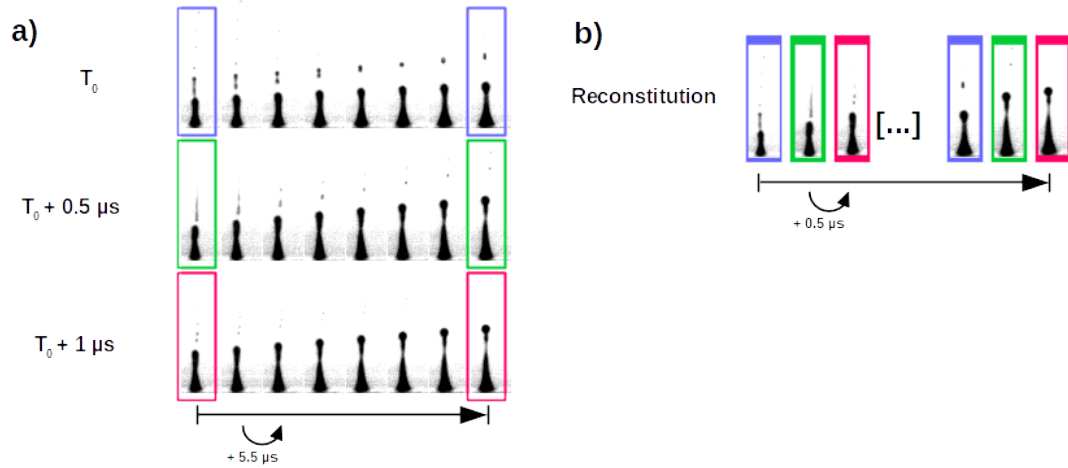 a)
T₀
T₀ + 0.5 µs
T₀ + 1 µs
+ 5.5 µs
b)
Reconstitution
[...]
+ 0.5 µs